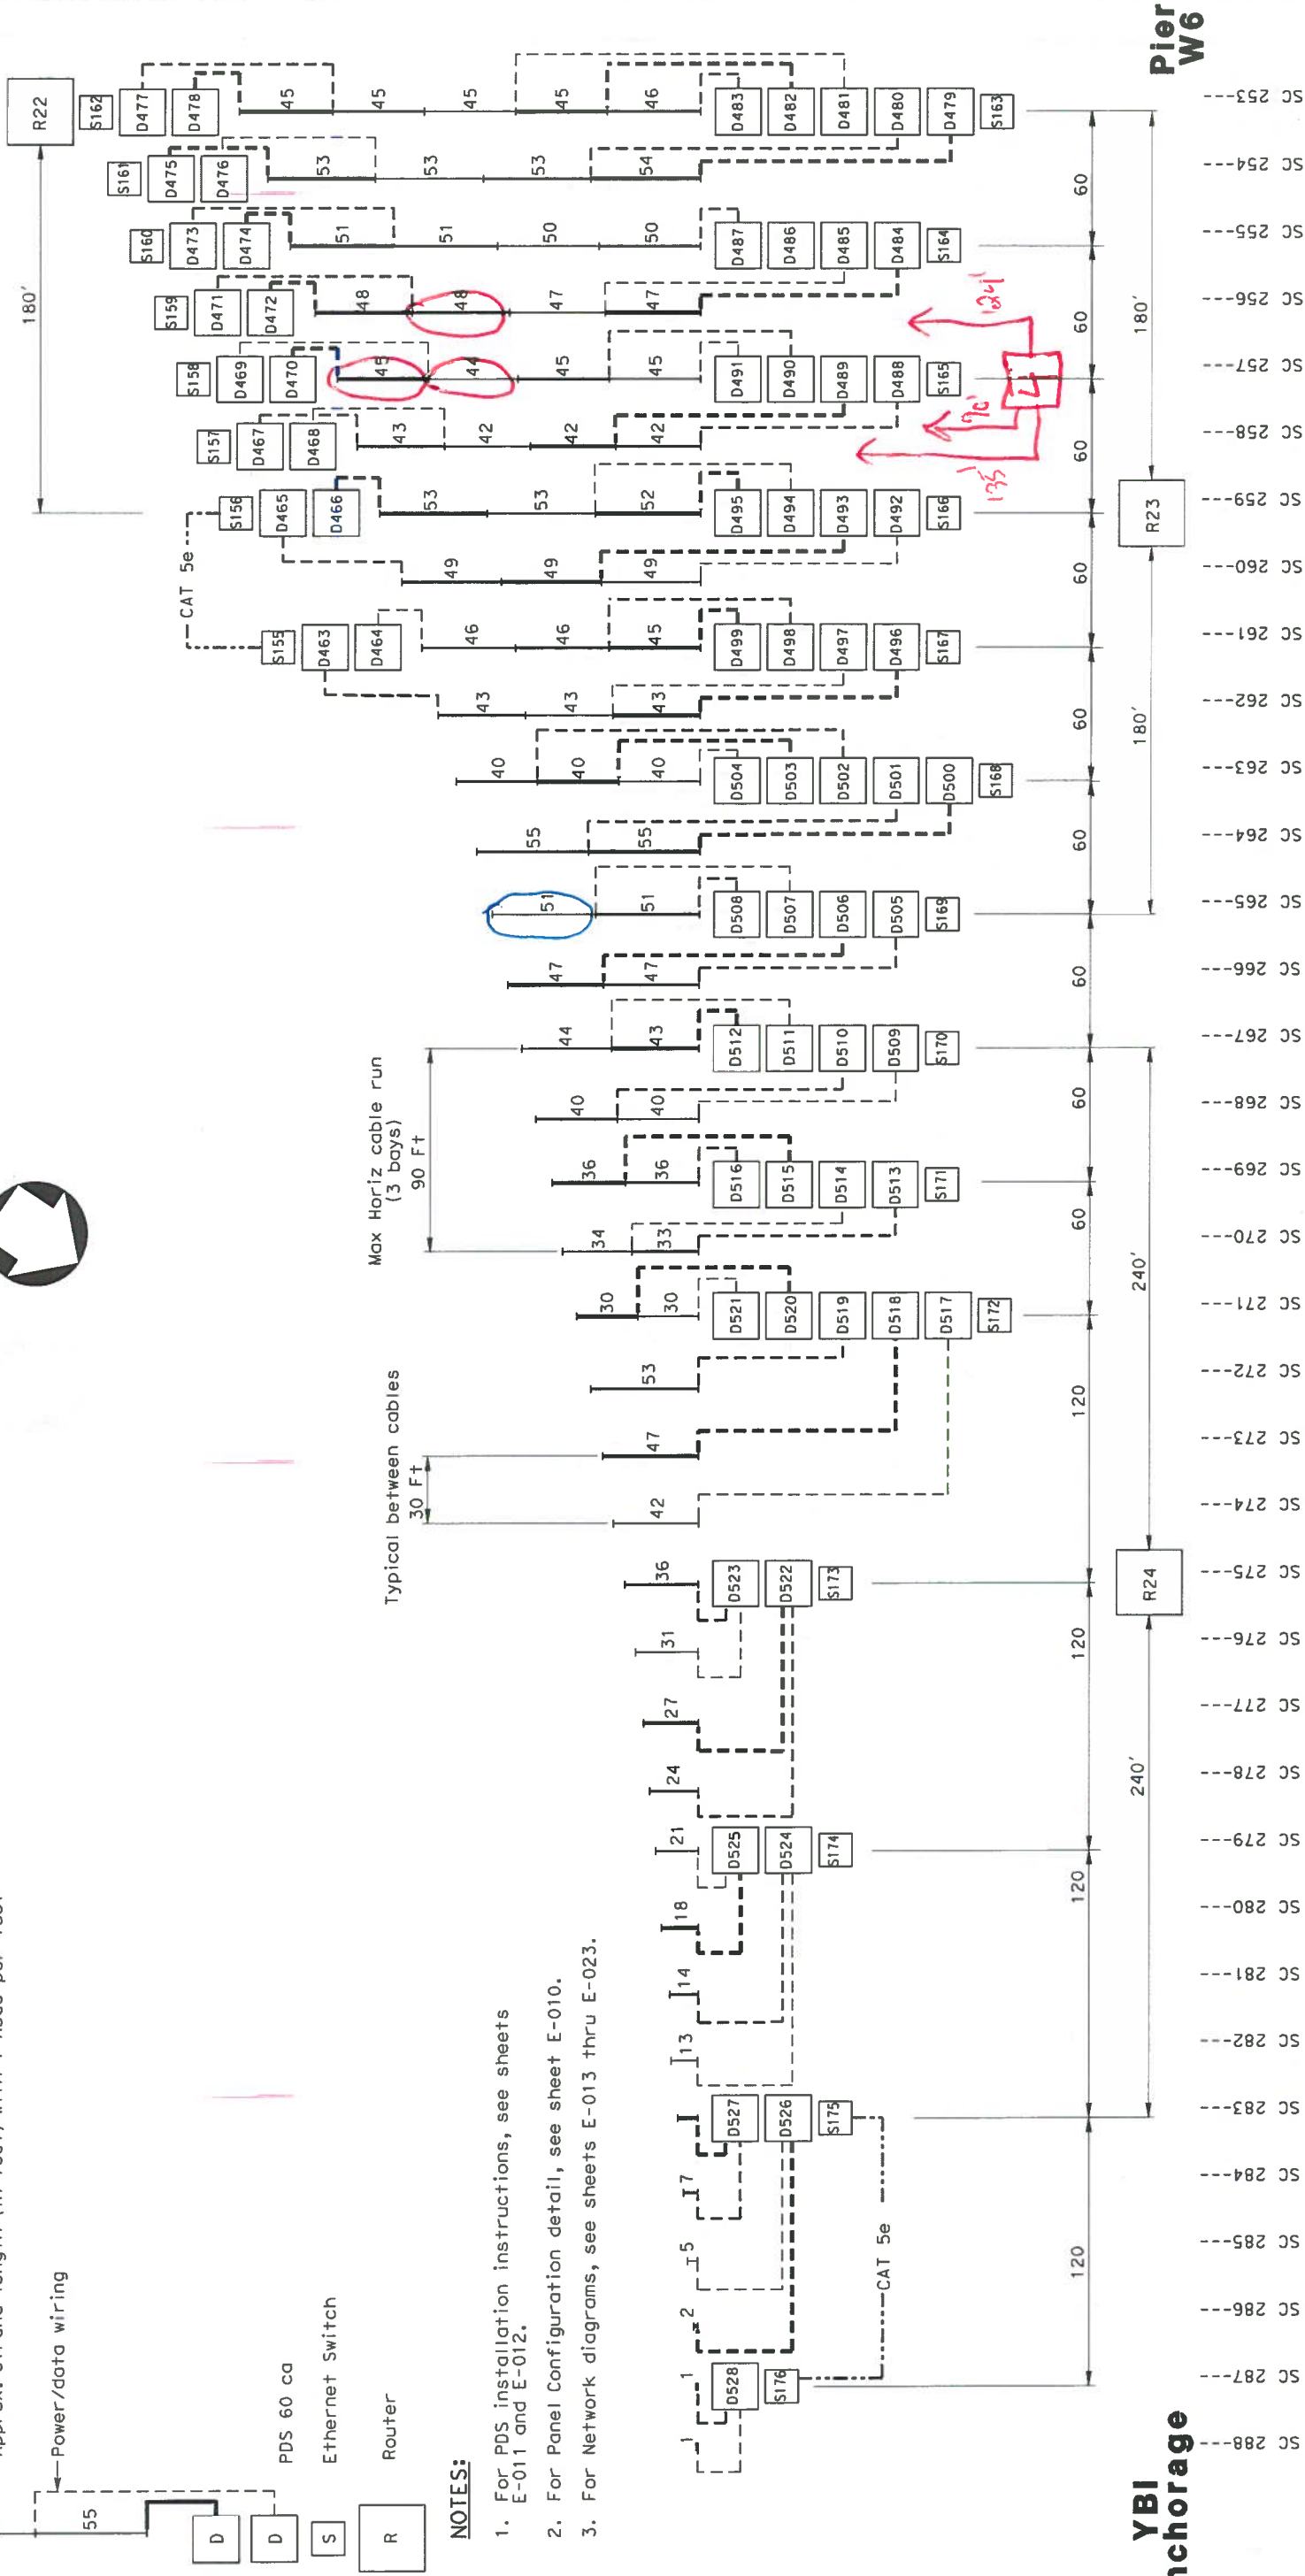 Pier
W6
R22
180′
S162
D477
D478
45
45
45
45
46
D483
D482
D481
D480
D479
S163
SC 253---
S161
D475
D476
53
53
53
54
SC 254---
60
S160
D473
D474
51
51
50
50
D487
D486
D485
D484
S164
SC 255---
S159
D471
D472
48
48
47
47
SC 256---
60
180′
S158
D469
D470
45
44
45
45
D491
D490
D489
D488
S165
SC 257---
124'
90'
135'
S157
D467
D468
43
42
42
42
SC 258---
60
S156
D465
D466
53
53
52
D495
D494
D493
D492
S166
R23
SC 259---
CAT 5e
49
49
49
60
SC 260---
S155
D463
D464
46
46
45
D499
D498
D497
D496
S167
SC 261---
43
43
43
60
180′
SC 262---
40
40
40
D504
D503
D502
D501
D500
S168
SC 263---
55
55
60
SC 264---
51
51
D508
D507
D506
D505
S169
SC 265---
47
47
60
SC 266---
Max Horiz cable run
(3 bays)
90 Ft
44
43
D512
D511
D510
D509
S170
SC 267---
40
40
60
SC 268---
36
36
D516
D515
D514
D513
S171
SC 269---
34
33
60
240′
SC 270---
30
30
D521
D520
D519
D518
D517
S172
SC 271---
Typical between cables
30 Ft
53
120
SC 272---
47
SC 273---
42
SC 274---
36
D523
D522
S173
R24
SC 275---
31
120
SC 276---
27
SC 277---
24
240′
SC 278---
21
D525
D524
S174
SC 279---
18
120
SC 280---
14
SC 281---
13
SC 282---
D527
D526
S175
SC 283---
7
SC 284---
5
CAT 5e
120
SC 285---
2
SC 286---
1
D528
S176
SC 287---
1
SC 288---
YBI
Power/data wiring
55
D
D
PDS 60 ca
S
Ethernet Switch
R
Router
NOTES:
1. For PDS installation instructions, see sheets
E-011 and E-012.
2. For Panel Configuration detail, see sheet E-010.
3. For Network diagrams, see sheets E-013 thru E-023.